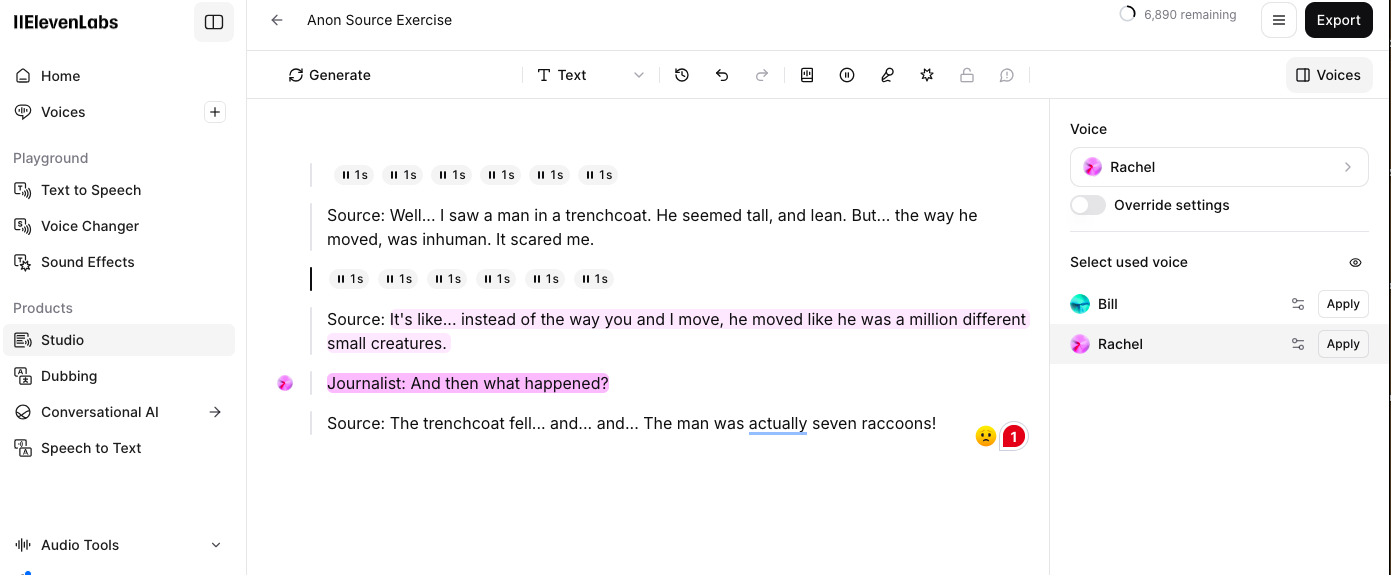 IIElevenLabs
Anon Source Exercise
6,890 remaining
Export
Home
Voices
Playground
Text to Speech
Voice Changer
Sound Effects
Products
Studio
Dubbing
Conversational AI
Speech to Text
Audio Tools
Generate
Text
Voices
1s 1s 1s 1s 1s 1s
Source: Well... I saw a man in a trenchcoat. He seemed tall, and lean. But... the way he
moved, was inhuman. It scared me.
1s 1s 1s 1s 1s 1s
Source: It's like... instead of the way you and I move, he moved like he was a million different
small creatures.
Journalist: And then what happened?
Source: The trenchcoat fell... and... and... The man was actually seven raccoons!
1
Voice
Rachel
Override settings
Select used voice
Bill
Apply
Rachel
Apply